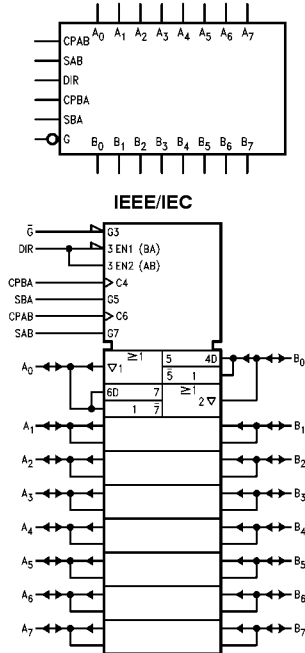 A0 A1 A2 A3 A4 A5 A6 A7
CPAB
SAB
DIR
CPBA
SBA
G
B0 B1 B2 B3 B4 B5 B6 B7
IEEE/IEC
G̅ G3
DIR 3 EN1 (BA)
3 EN2 (AB)
CPBA C4
SBA G5
CPAB C6
SAB G7
A0 ▽1 ≥1 5 4D B0
5̅ 1
6D 7 ≥1
1 7̅ 2▽
A1 B1
A2 B2
A3 B3
A4 B4
A5 B5
A6 B6
A7 B7